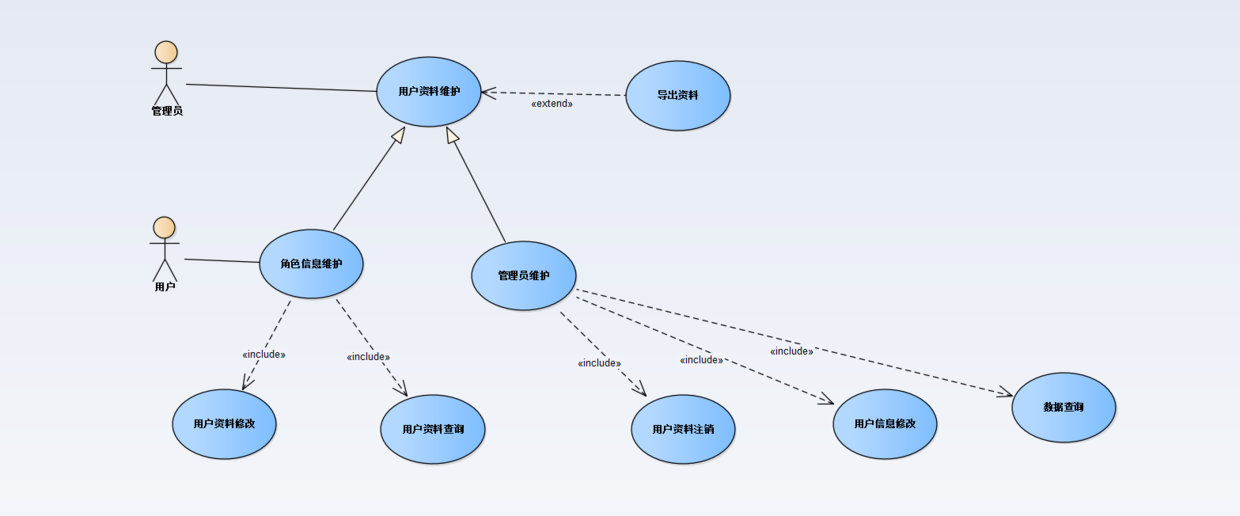 管理员
用户资料维护
«extend»
导出资料
用户
角色信息维护
管理员维护
«include»
«include»
«include»
«include»
«include»
用户资料修改
用户资料查询
用户资料注销
用户信息修改
数据查询